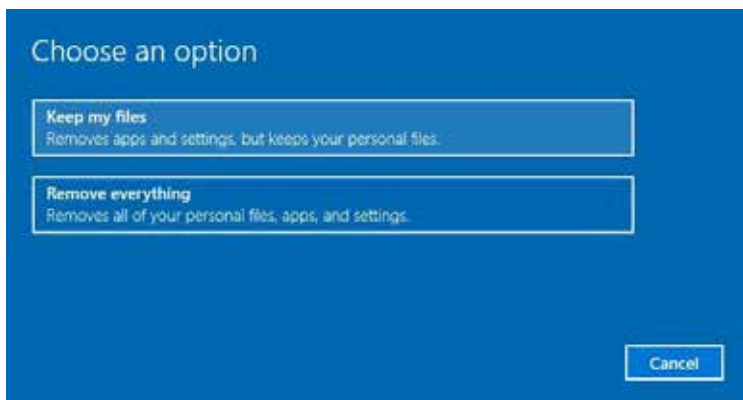 Choose an option
Keep my files
Removes apps and settings, but keeps your personal files.
Remove everything
Removes all of your personal files, apps, and settings.
Cancel